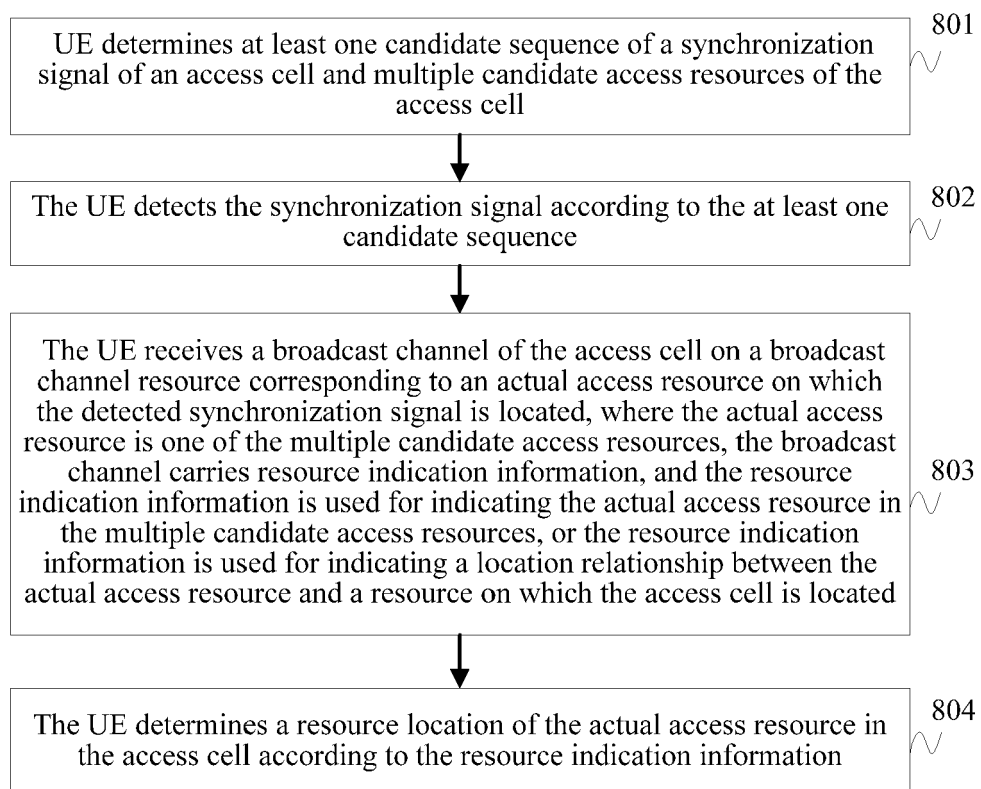 801
UE determines at least one candidate sequence of a synchronization
signal of an access cell and multiple candidate access resources of the
access cell
802
The UE detects the synchronization signal according to the at least one
candidate sequence
The UE receives a broadcast channel of the access cell on a broadcast
channel resource corresponding to an actual access resource on which
the detected synchronization signal is located, where the actual access
resource is one of the multiple candidate access resources, the broadcast
channel carries resource indication information, and the resource
803
indication information is used for indicating the actual access resource in
the multiple candidate access resources, or the resource indication
information is used for indicating a location relationship between the
actual access resource and a resource on which the access cell is located
804
The UE determines a resource location of the actual access resource in
the access cell according to the resource indication information